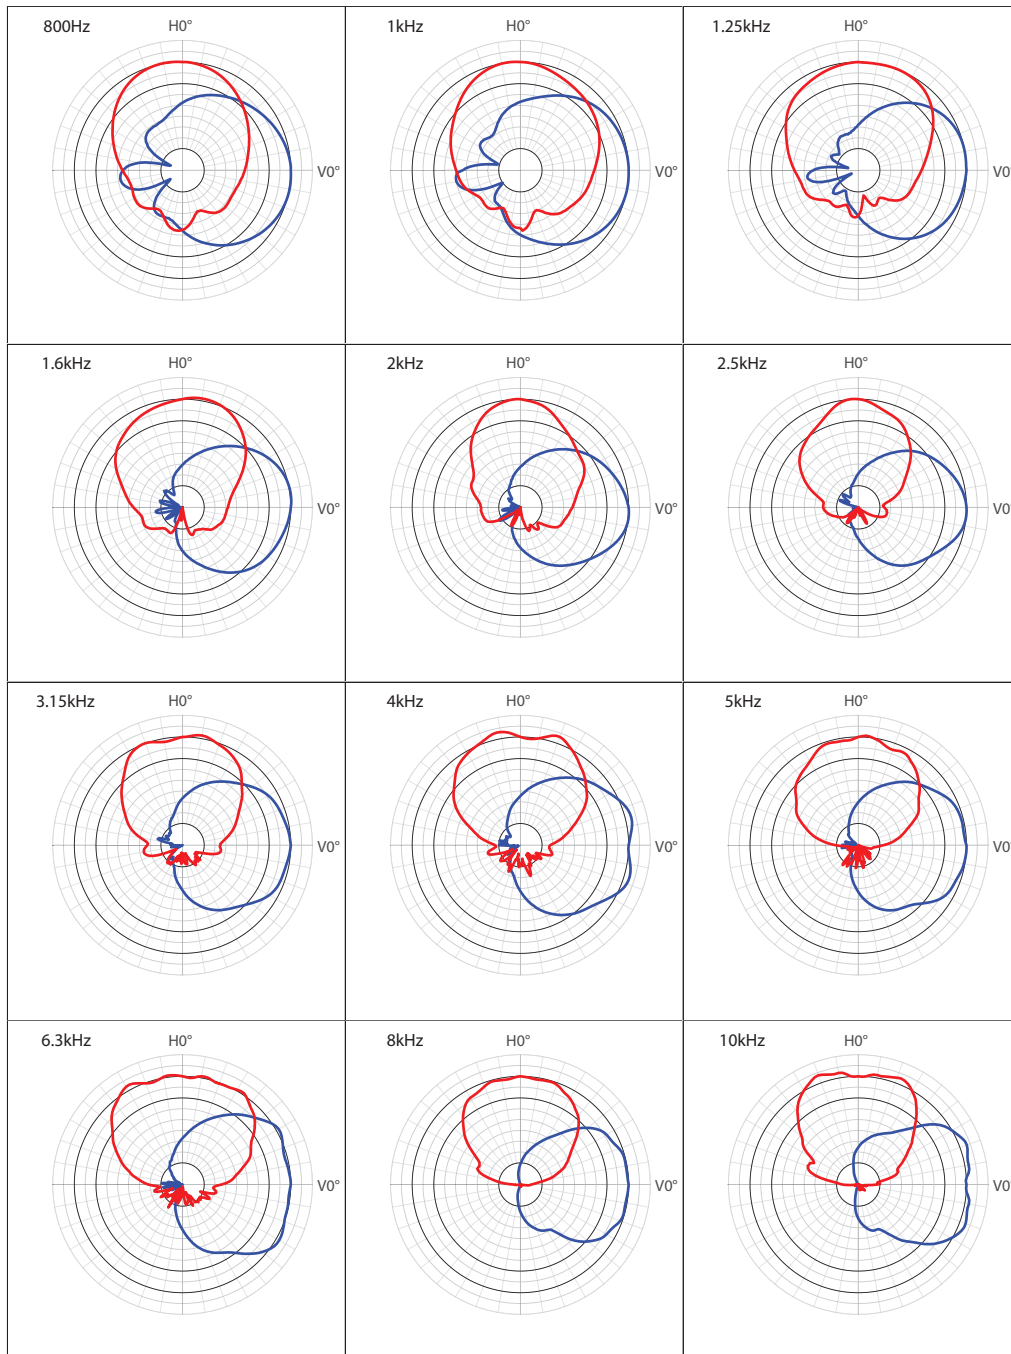 800Hz H0° V0°
1kHz H0° V0°
1.25kHz H0° V0°
1.6kHz H0° V0°
2kHz H0° V0°
2.5kHz H0° V0°
3.15kHz H0° V0°
4kHz H0° V0°
5kHz H0° V0°
6.3kHz H0° V0°
8kHz H0° V0°
10kHz H0° V0°